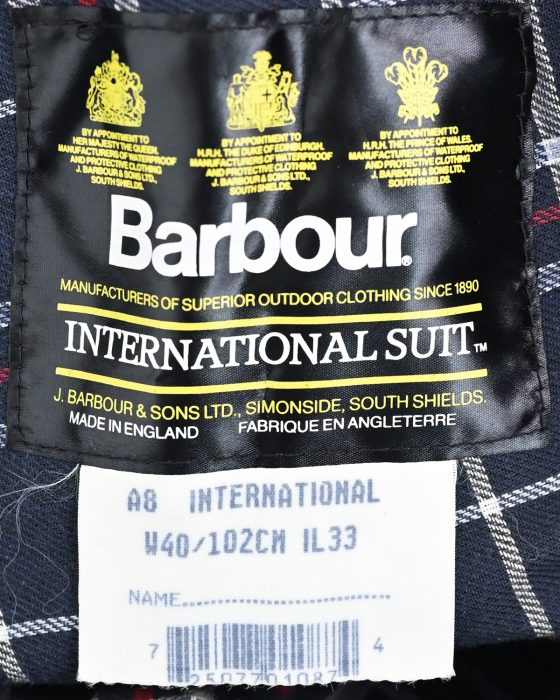 BY APPOINTMENT TO
HER MAJESTY THE QUEEN.
MANUFACTURERS OF WATERPROOF
AND PROTECTIVE CLOTHING
J. BARBOUR & SONS LTD.,
SOUTH SHIELDS.
BY APPOINTMENT TO
H.R.H. THE DUKE OF EDINBURGH.
MANUFACTURERS OF WATERPROOF
AND PROTECTIVE CLOTHING
J. BARBOUR & SONS LTD.,
SOUTH SHIELDS.
BY APPOINTMENT TO
H.R.H. THE PRINCE OF WALES.
MANUFACTURERS OF WATERPROOF
AND PROTECTIVE CLOTHING
J. BARBOUR & SONS LTD.,
SOUTH SHIELDS.
Barbour®
MANUFACTURERS OF SUPERIOR OUTDOOR CLOTHING SINCE 1890
INTERNATIONAL SUIT™
J. BARBOUR & SONS LTD., SIMONSIDE, SOUTH SHIELDS.
MADE IN ENGLAND FABRIQUE EN ANGLETERRE
A8 INTERNATIONAL
W40/102CM IL33
NAME
7 2507701087 4